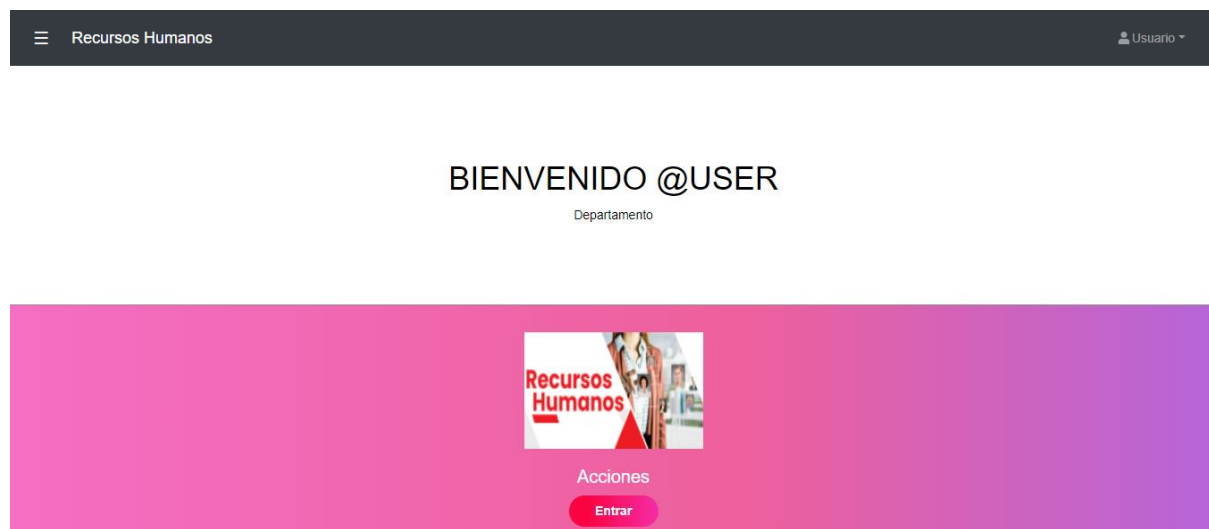 ☰ Recursos Humanos
Usuario
BIENVENIDO @USER
Departamento
Recursos
Humanos
Acciones
Entrar